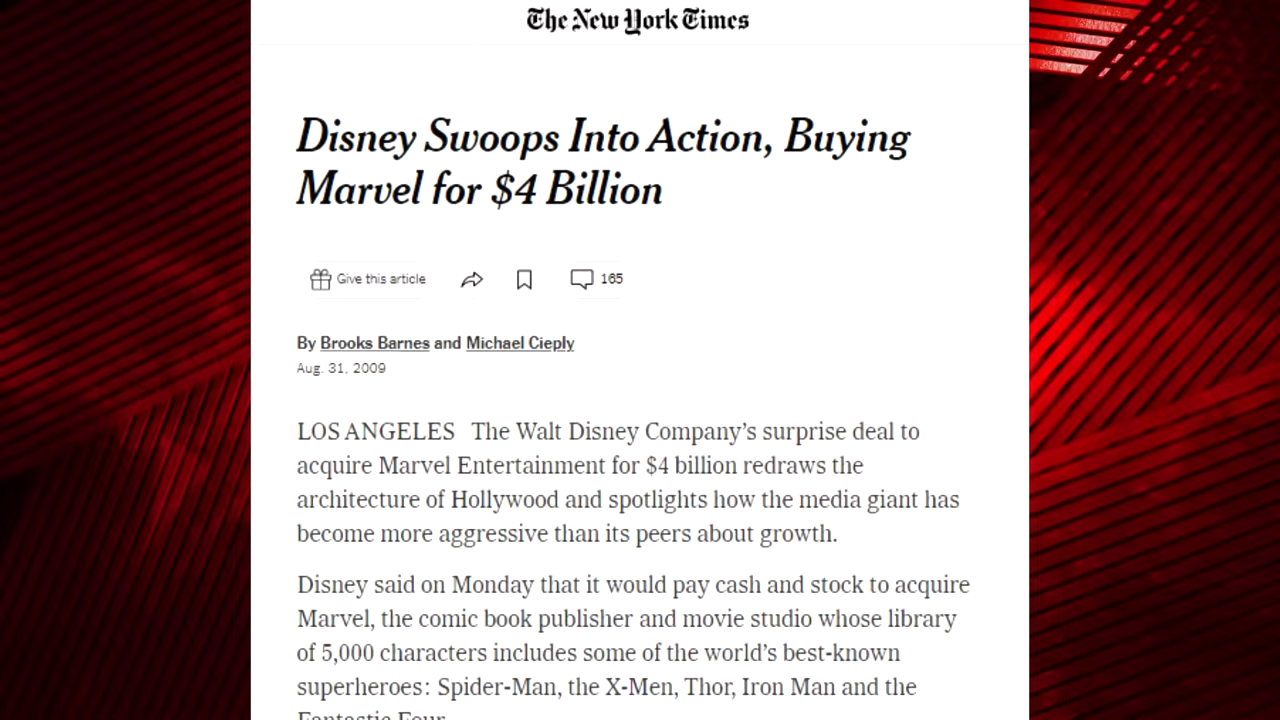 The New York Times
Disney Swoops Into Action, Buying
Marvel for $4 Billion
Give this article
165
By Brooks Barnes and Michael Cieply
Aug. 31, 2009
LOS ANGELES The Walt Disney Company’s surprise deal to
acquire Marvel Entertainment for $4 billion redraws the
architecture of Hollywood and spotlights how the media giant has
become more aggressive than its peers about growth.
Disney said on Monday that it would pay cash and stock to acquire
Marvel, the comic book publisher and movie studio whose library
of 5,000 characters includes some of the world’s best-known
superheroes: Spider-Man, the X-Men, Thor, Iron Man and the
Fantastic Four